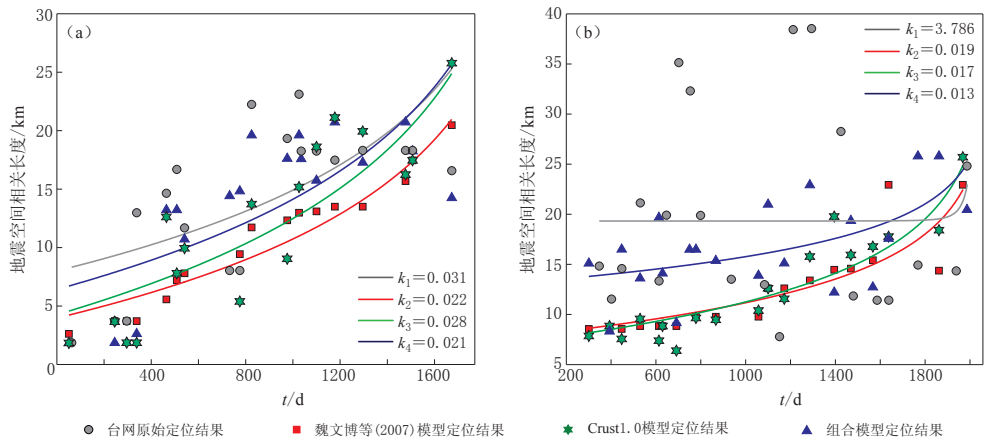 (a)
地震空间相关长度/km
30
25
20
15
10
5
0
400
800
1200
1600
t/d
k₁=0.031
k₂=0.022
k₃=0.028
k₄=0.021
(b)
地震空间相关长度/km
40
35
30
25
20
15
10
5
200
600
1000
1400
1800
t/d
k₁=3.786
k₂=0.019
k₃=0.017
k₄=0.013
台网原始定位结果 魏文博等(2007)模型定位结果 Crust1.0模型定位结果 组合模型定位结果